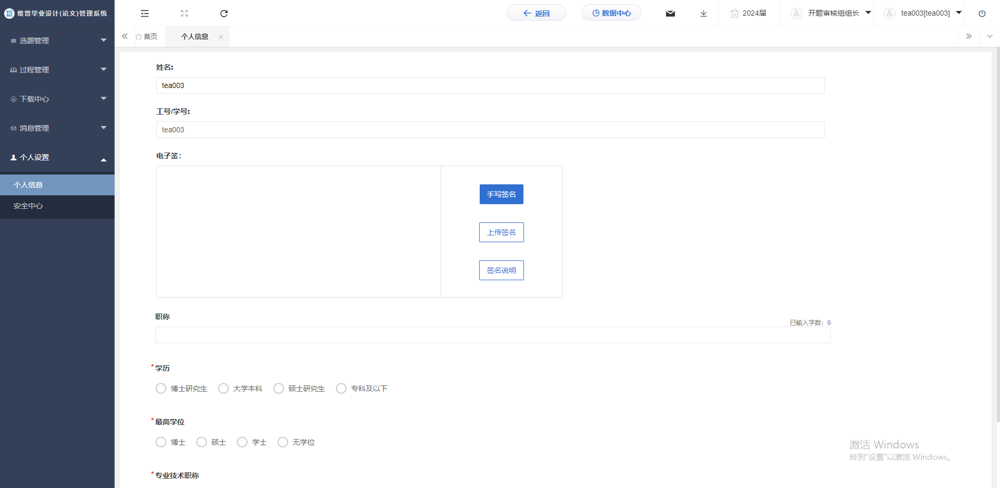 VG MS
维普毕业设计(论文)管理系统
返回
数据中心
2024届
开题审核组组长
tea003[tea003]
首页
个人信息
选题管理
过程管理
下载中心
消息管理
个人设置
个人信息
安全中心
姓名:
tea003
工号/学号:
tea003
电子签:
手写签名
上传签名
签名说明
职称
已输入字数: 0
*学历
博士研究生 大学本科 硕士研究生 专科及以下
*最高学位
博士 硕士 学士 无学位
*专业技术职称
激活 Windows
转到"设置"以激活 Windows。